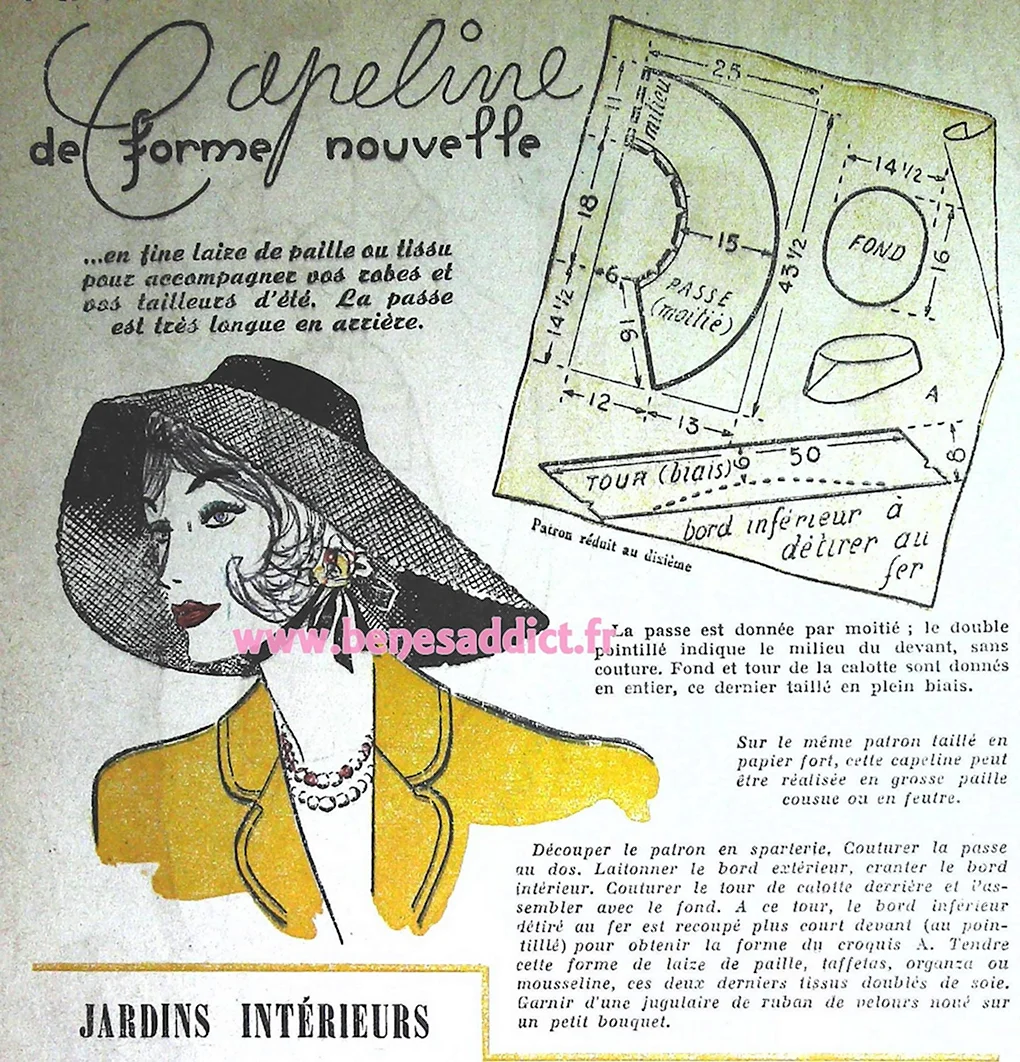 Capeline
de forme nouvelle
...en fine laize de paille ou tissu
pour accompagner vos robes et
vos tailleurs d'été. La passe
est très longue en arrière.
25
11
milieu
18
15
6
14 1/2
PASSE
(moitié)
16
43 1/2
12
13
14 1/2
FOND
16
A
TOUR (biais)
9
50
8
bord inférieur à
détirer au
fer
Patron réduit au dixième
www.benesaddict.fr
La passe est donnée par moitié ; le double
pointillé indique le milieu du devant, sans
couture. Fond et tour de la calotte sont donnés
en entier, ce dernier taillé en plein biais.
Sur le même patron taillé en
papier fort, cette capeline peut
être réalisée en grosse paille
cousue ou en feutre.
Découper le patron en sparterie, Couturer la passe
au dos. Laitonner le bord extérieur, cranter le bord
intérieur. Couturer le tour de calotte derrière et l'as-
sembler avec le fond. A ce tour, le bord inférieur
détiré au fer est recoupé plus court devant (au poin-
tilllé) pour obtenir la forme du croquis A. Tendre
cette forme de laize de paille, taffetas, organza ou
mousseline, ces deux derniers tissus doublés de soie.
Garnir d'une jugulaire de ruban de velours noué sur
un petit bouquet.
JARDINS INTÉRIEURS